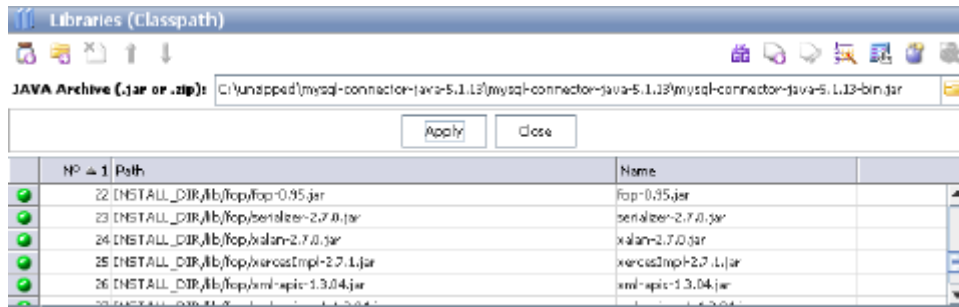 Libraries (Classpath)
JAVA Archive (.jar or .zip): C:\unzipped\mysql-connector-java-5.1.13\mysql-connector-java-5.1.13\mysql-connector-java-5.1.13-bin.jar
Apply Close
Nº 1 Path Name
22 INSTALL_DIR/lib/fop/fop-0.95.jar fop-0.95.jar
23 INSTALL_DIR/lib/fop/serializer-2.7.0.jar serializer-2.7.0.jar
24 INSTALL_DIR/lib/fop/xalan-2.7.0.jar xalan-2.7.0.jar
25 INSTALL_DIR/lib/fop/xercesImpl-2.7.1.jar xercesImpl-2.7.1.jar
26 INSTALL_DIR/lib/fop/xml-apis-1.3.04.jar xml-apis-1.3.04.jar